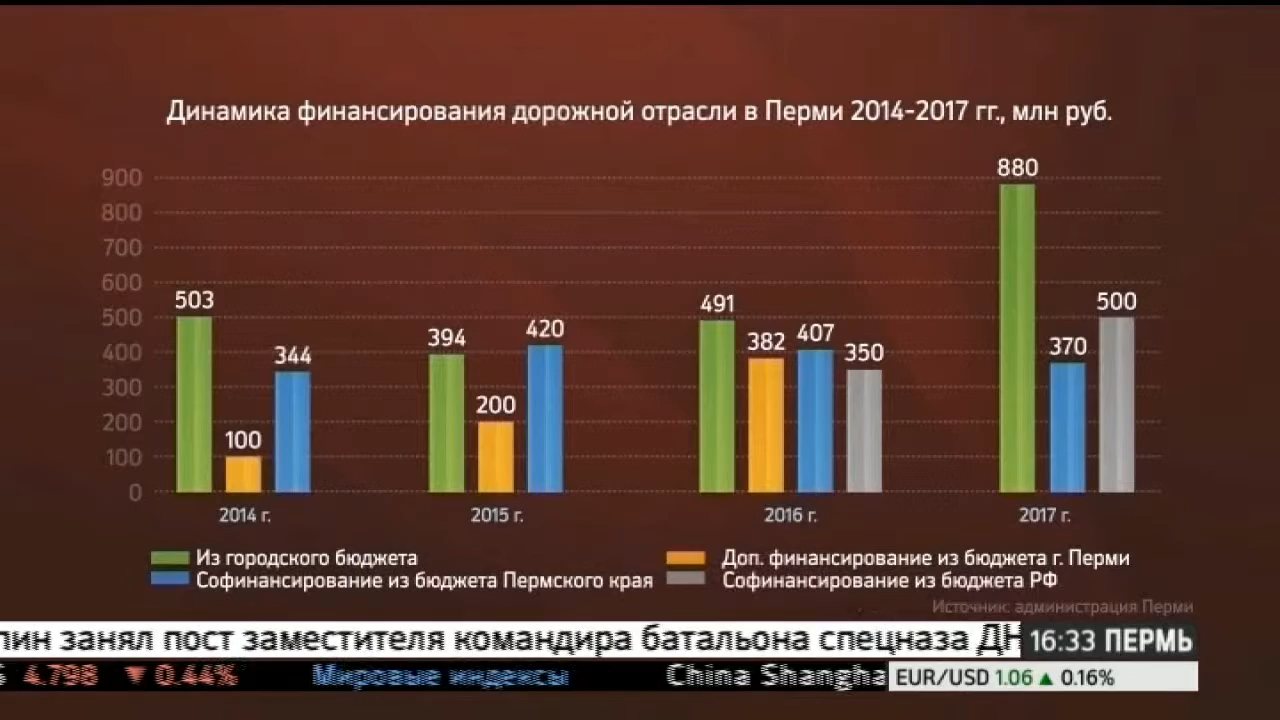 Динамика финансирования дорожной отрасли в Перми 2014-2017 гг., млн руб.
900
800
700
600
500
400
300
200
100
0
503
100
344
394
200
420
491
382
407
350
880
370
500
2014 г.
2015 г.
2016 г.
2017 г.
Из городского бюджета
Доп. финансирование из бюджета г. Перми
Софинансирование из бюджета Пермского края
Софинансирование из бюджета РФ
Источник: администрация Перми
занял пост заместителя командира батальона спецназа
16:33 ПЕРМЬ
4.798 ▼ 0.44% Мировые индексы China
EUR/USD 1.06 ▲ 0.16%